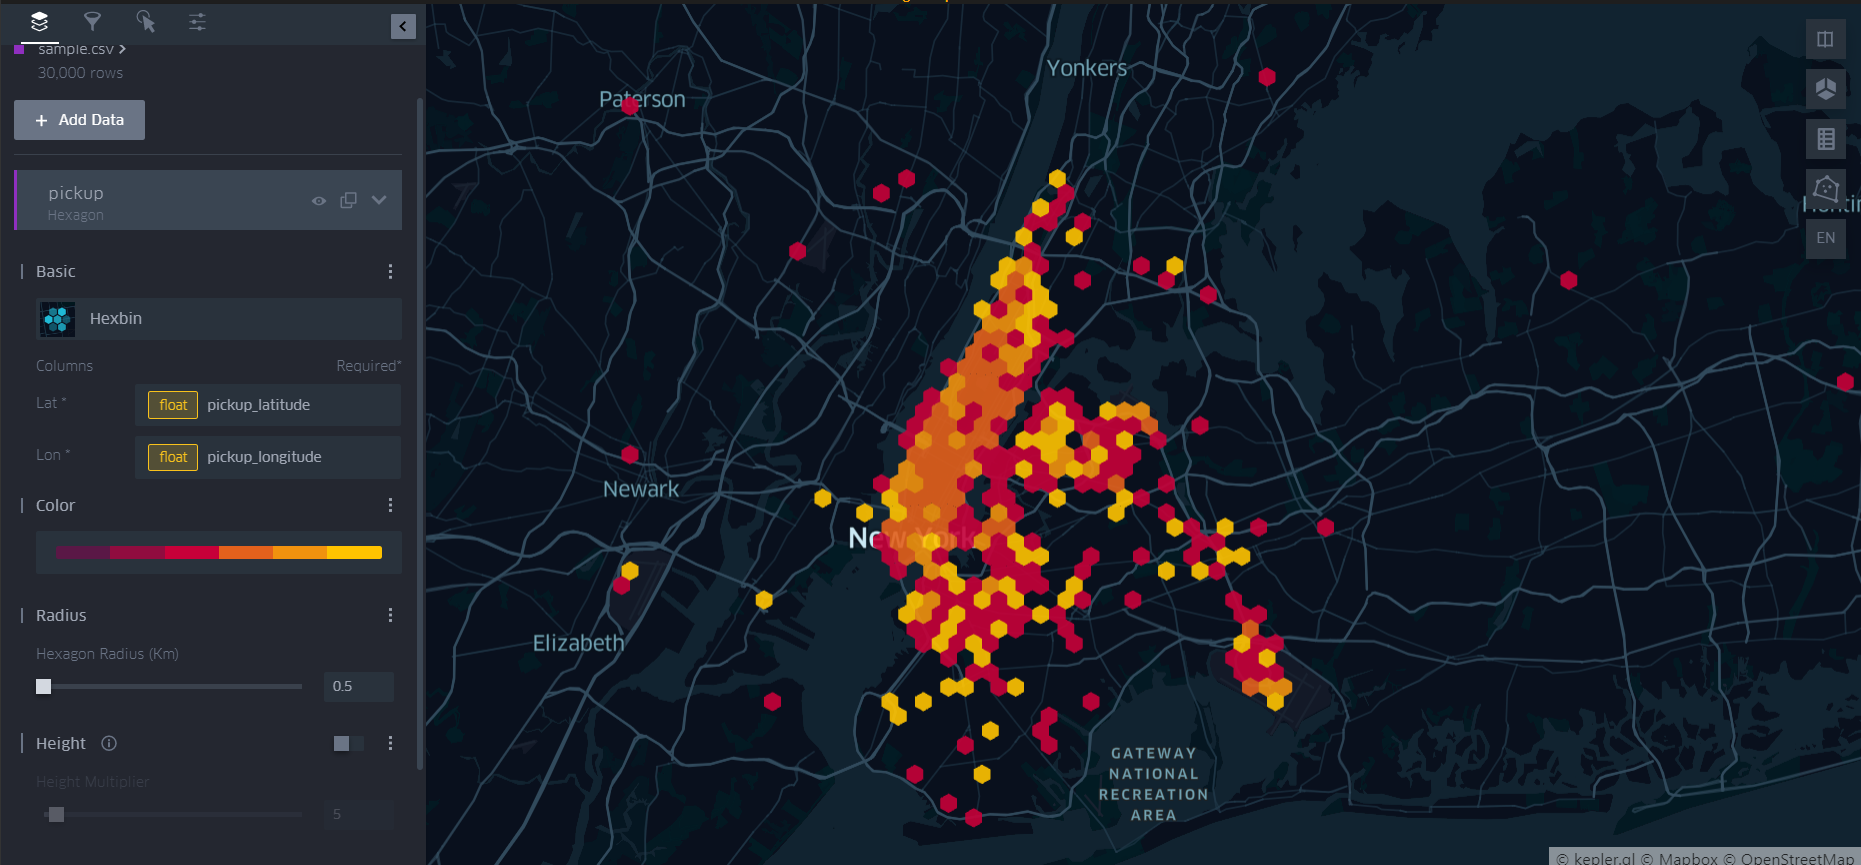 sample.csv
30,000 rows
+ Add Data
pickup
Hexagon
Basic
Hexbin
Columns Required*
Lat * float pickup_latitude
Lon * float pickup_longitude
Color
Radius
Hexagon Radius (Km)
0.5
Height
Height Multiplier
5
Yonkers
Paterson
Newark
New York
Elizabeth
GATEWAY
NATIONAL
RECREATION
AREA
EN
© kepler.gl © Mapbox © OpenStreetMap